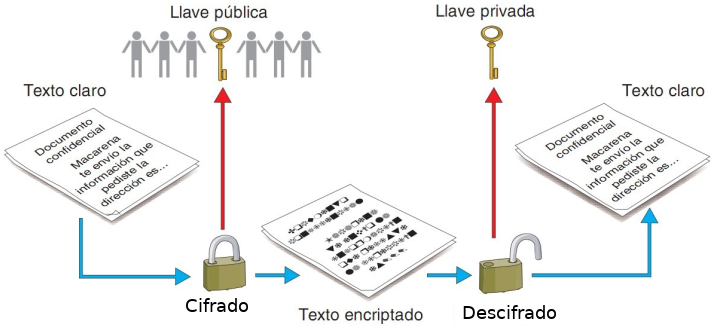 Llave pública
Llave privada
Texto claro
Texto claro
Documento
confidencial
Macarena
te envío la
información que
pediste la
dirección es...
Documento
confidencial
Macarena
te envío la
información que
pediste la
dirección es...
Cifrado
Texto encriptado
Descifrado